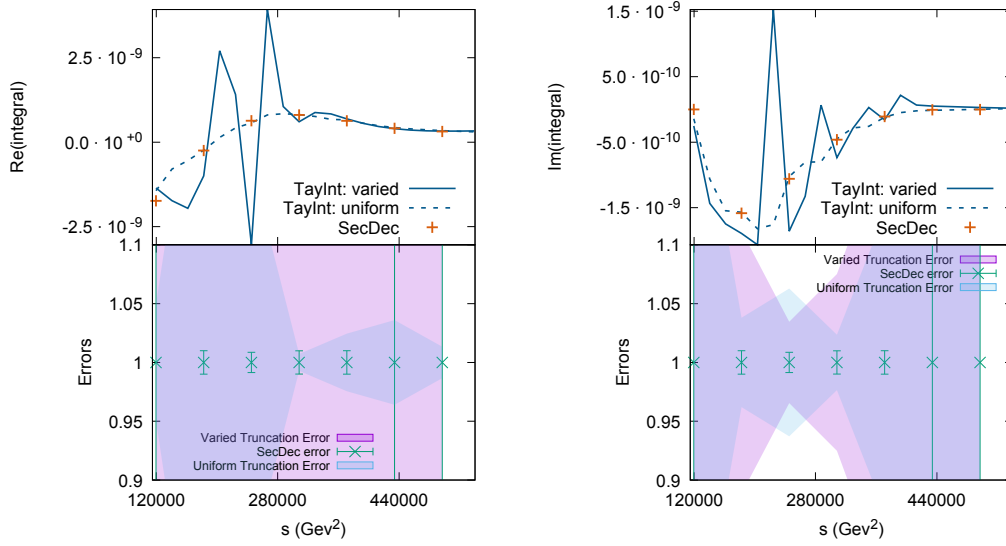 Re(integral)
2.5 · 10^-9
0.0 · 10^+0
-2.5 · 10^-9
TayInt: varied
TayInt: uniform
SecDec
Errors
1.1
1.05
1
0.95
0.9
Varied Truncation Error
SecDec error
Uniform Truncation Error
120000 280000 440000
s (Gev^2)
Im(integral)
1.5 · 10^-9
5.0 · 10^-10
-5.0 · 10^-10
-1.5 · 10^-9
TayInt: varied
TayInt: uniform
SecDec
Errors
1.1
1.05
1
0.95
0.9
Varied Truncation Error
SecDec error
Uniform Truncation Error
120000 280000 440000
s (Gev^2)